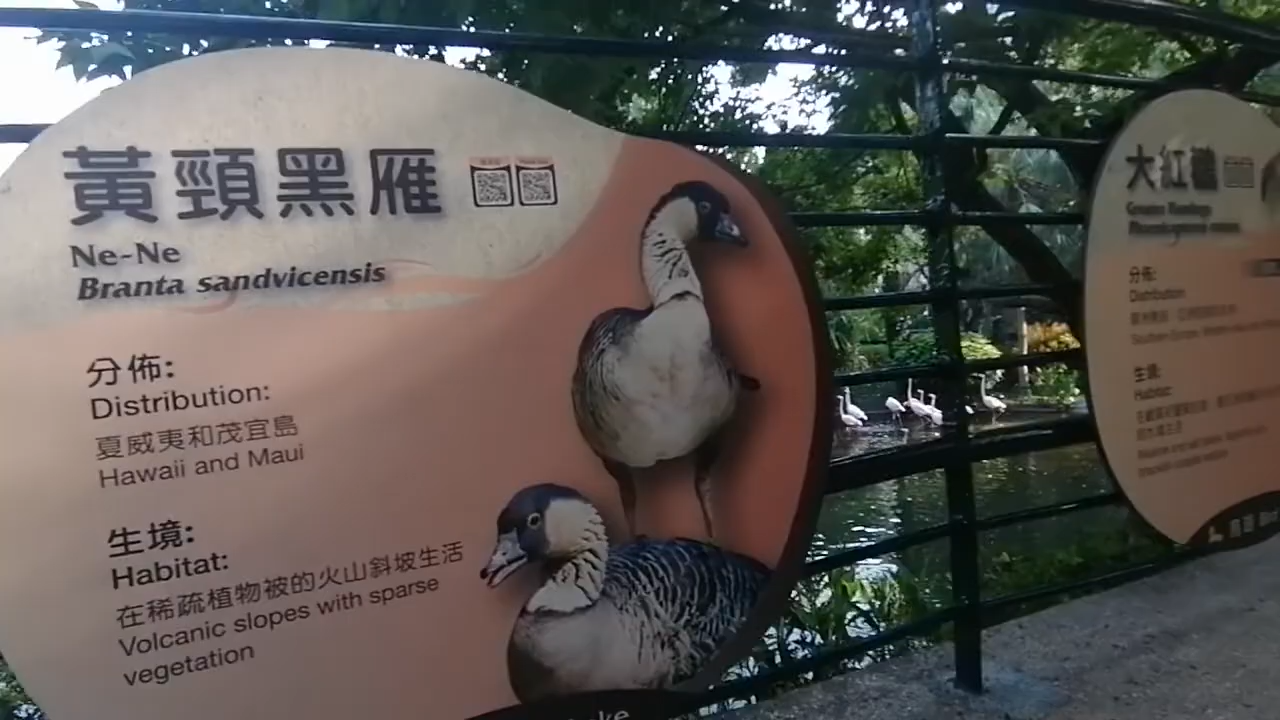 黃頸黑雁
Ne-Ne
Branta sandvicensis
分佈:
Distribution:
夏威夷和茂宜島
Hawaii and Maui
生境:
Habitat:
在稀疏植物被的火山斜坡生活
Volcanic slopes with sparse
vegetation
大紅鸛
Greater Flamingo
分佈:
Distribution
生境:
Habitat: